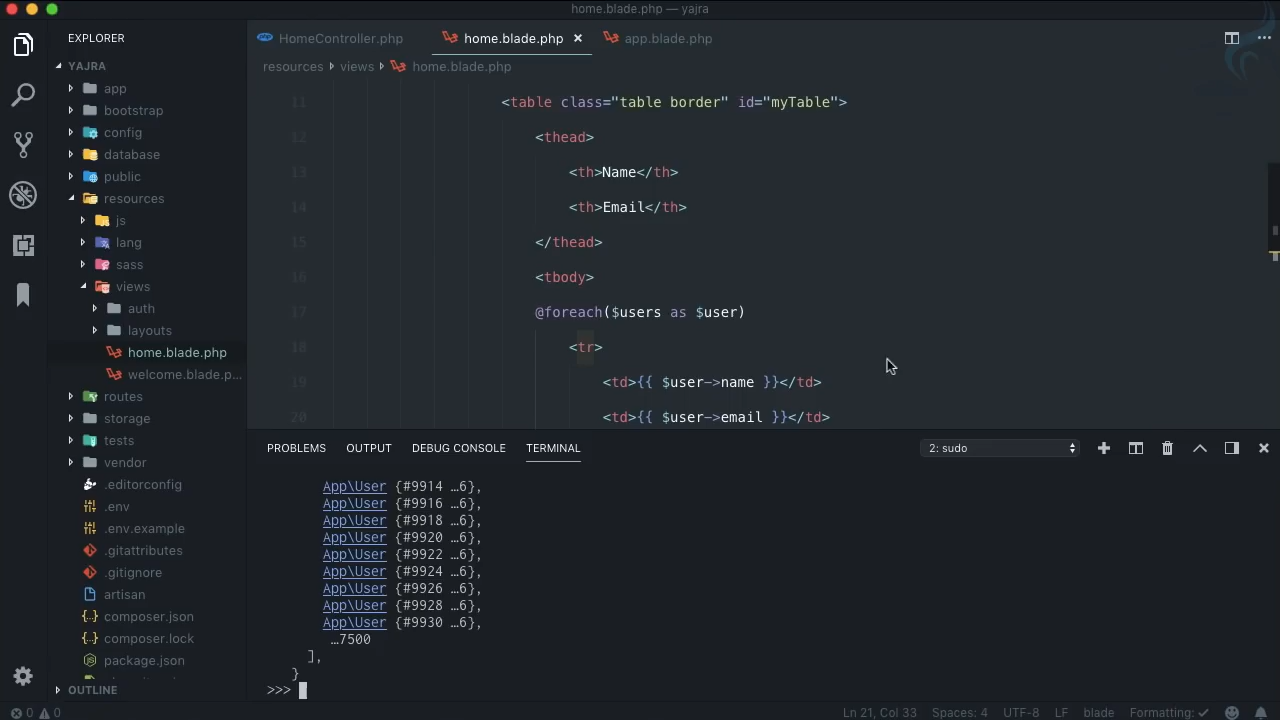 home.blade.php — yajra
EXPLORER
HomeController.php
home.blade.php ×
app.blade.php
YAJRA
resources views home.blade.php
app
bootstrap
config
database
public
resources
js
lang
sass
views
auth
layouts
home.blade.php
welcome.blade.p...
routes
storage
tests
vendor
.editorconfig
.env
.env.example
.gitattributes
.gitignore
artisan
composer.json
composer.lock
package.json
OUTLINE
11 <table class="table border" id="myTable">
12 <thead>
13 <th>Name</th>
14 <th>Email</th>
15 </thead>
16 <tbody>
17 @foreach($users as $user)
18 <tr>
19 <td>{{ $user->name }}</td>
20 <td>{{ $user->email }}</td>
PROBLEMS OUTPUT DEBUG CONSOLE TERMINAL 2: sudo
App\User {#9914 …6},
App\User {#9916 …6},
App\User {#9918 …6},
App\User {#9920 …6},
App\User {#9922 …6},
App\User {#9924 …6},
App\User {#9926 …6},
App\User {#9928 …6},
App\User {#9930 …6},
…7500
],
}
>>>
0 0 Ln 21, Col 33 Spaces: 4 UTF-8 LF blade Formatting: ✓